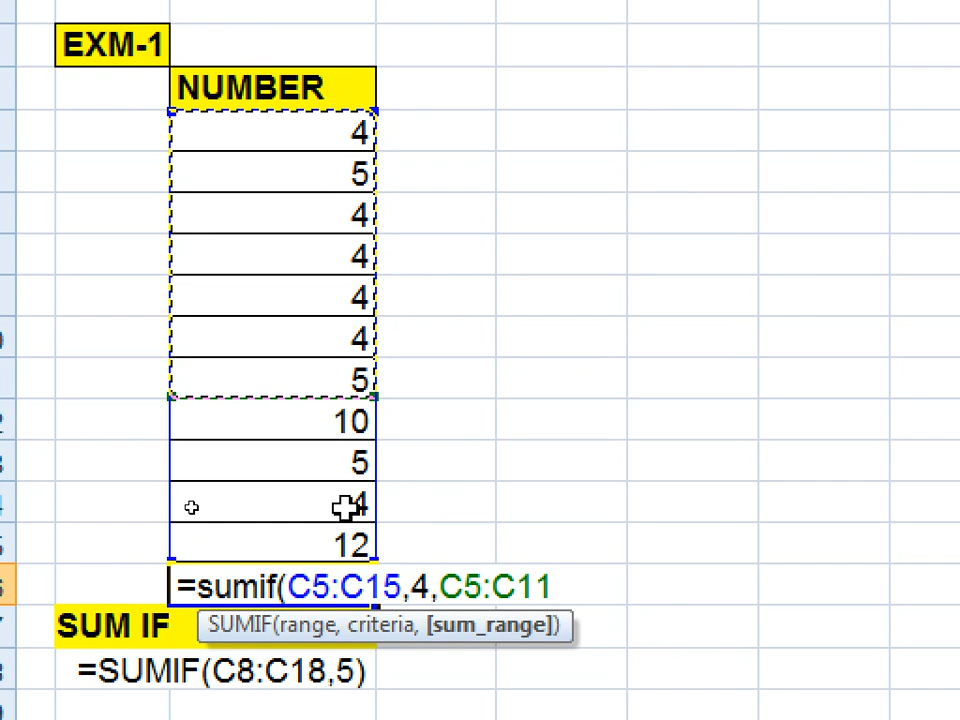 EXM-1
NUMBER
4
5
4
4
4
4
5
10
5
4
12
=sumif(C5:C15,4,C5:C11
SUM IF
SUMIF(range, criteria, [sum_range])
=SUMIF(C8:C18,5)